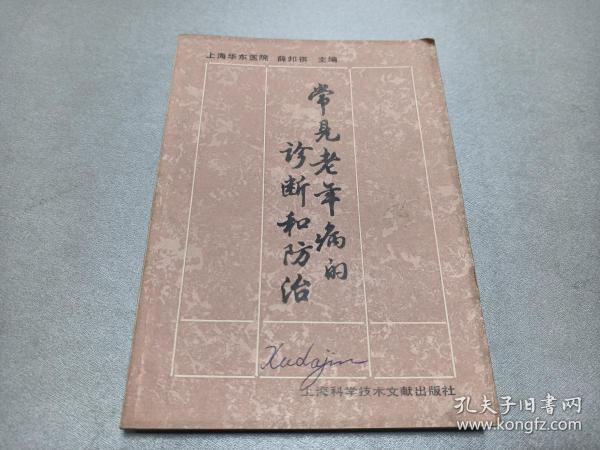 上海华东医院 薛邦祺 主编
常见老年病的
诊断和防治
Xudajin
上海科学技术文献出版社
孔夫子旧书网
www.kongfz.com